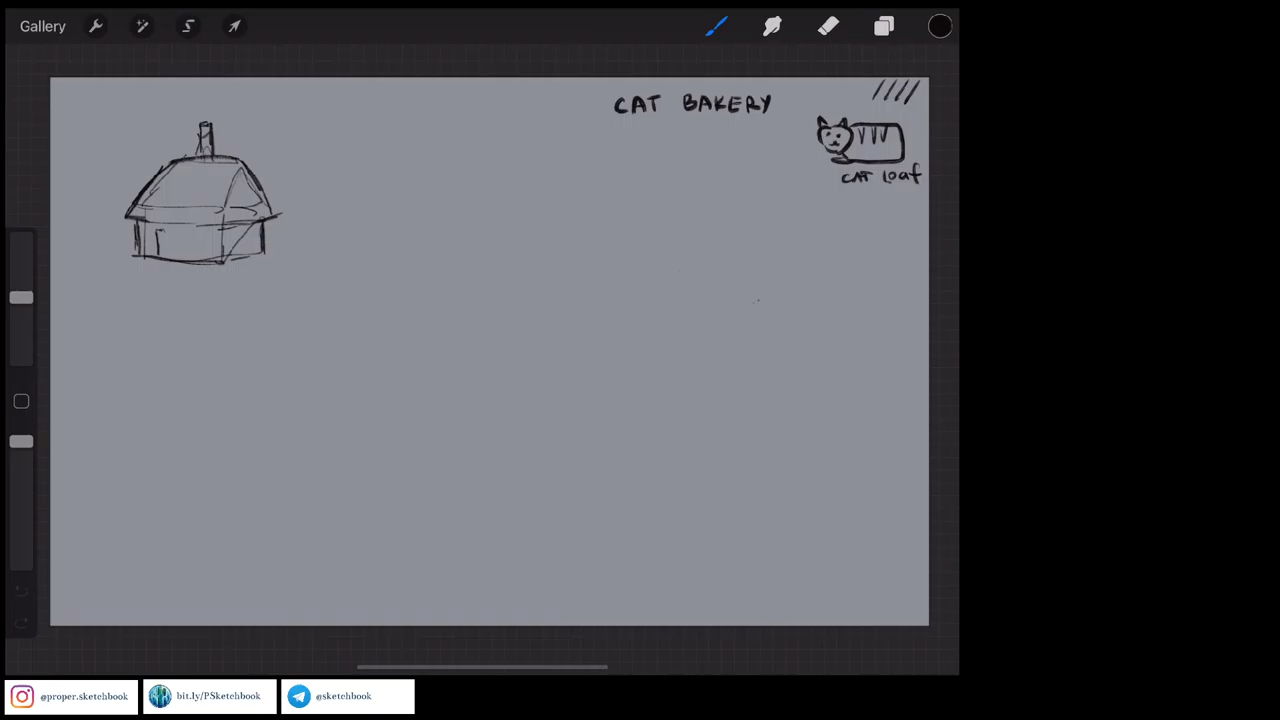 Gallery
CAT BAKERY
CAT Loaf
@proper.sketchbook
bit.ly/PSketchbook
@sketchbook